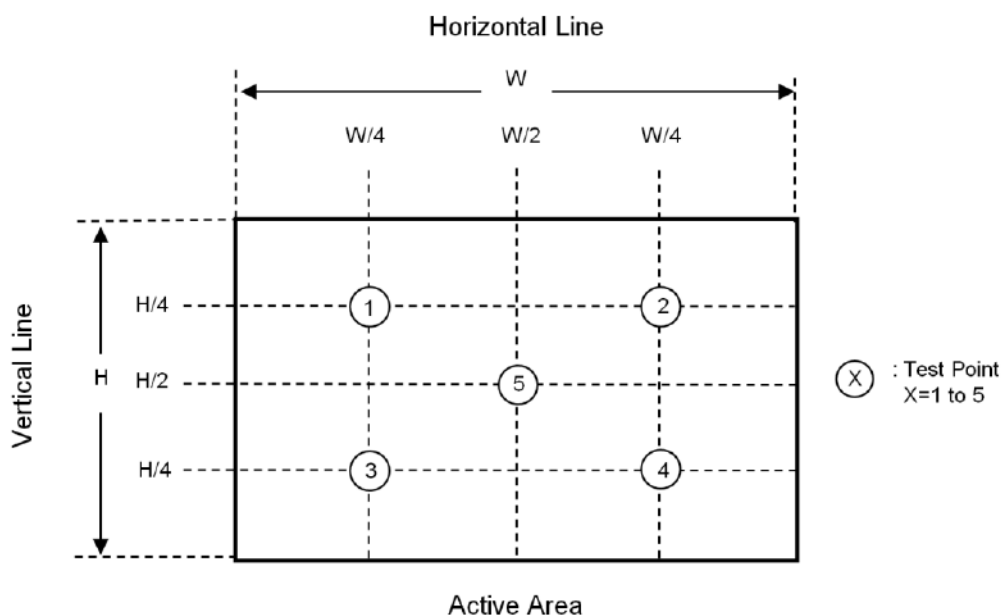 Horizontal Line
W
W/4 W/2 W/4
H/4
1 2
Vertical Line
H
H/2
5
X : Test Point
X=1 to 5
H/4
3 4
Active Area